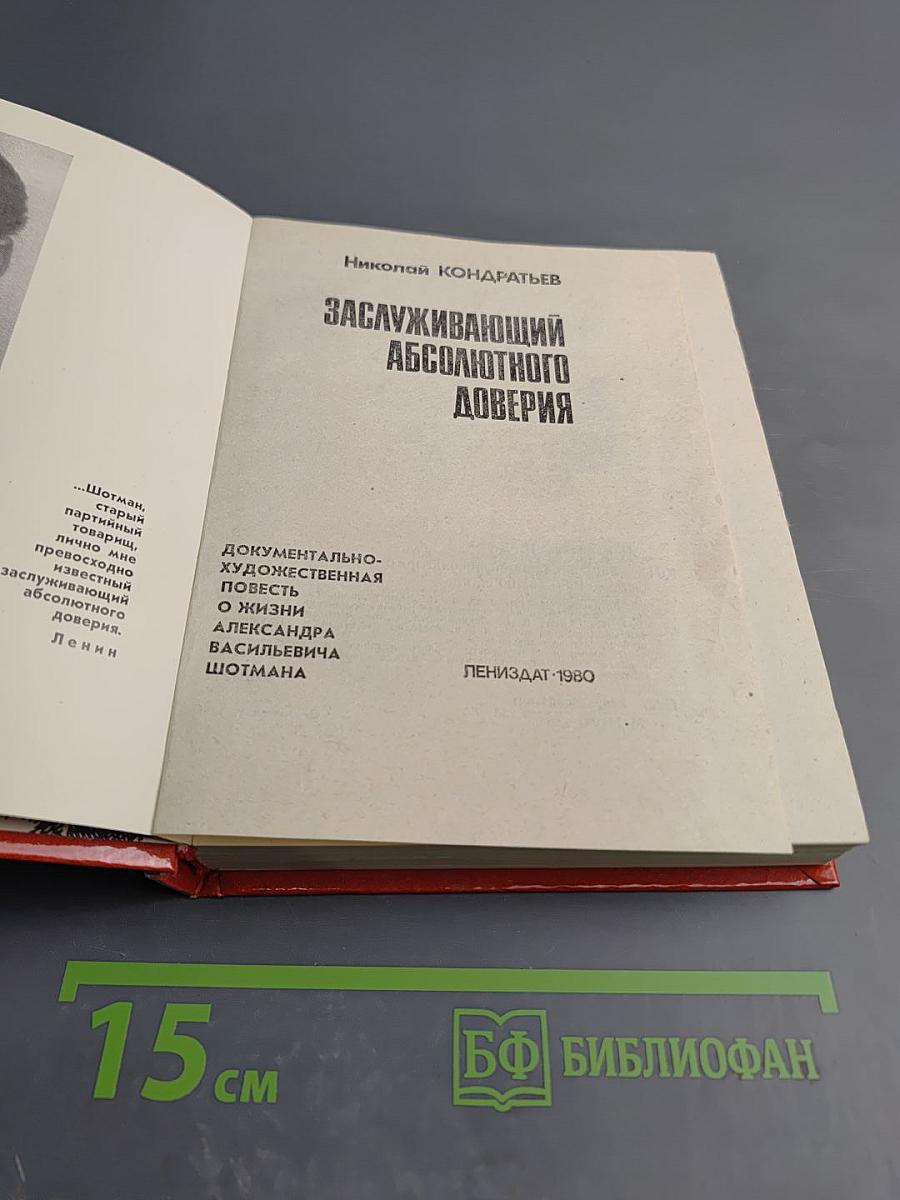 ...Шотман,
старый
партийный
товарищ,
лично мне
превосходно
известный
заслуживающий
абсолютного
доверия.
Ленин
Николай КОНДРАТЬЕВ
ЗАСЛУЖИВАЮЩИЙ
АБСОЛЮТНОГО
ДОВЕРИЯ
ДОКУМЕНТАЛЬНО-
ХУДОЖЕСТВЕННАЯ
ПОВЕСТЬ
О ЖИЗНИ
АЛЕКСАНДРА
ВАСИЛЬЕВИЧА
ШОТМАНА
ЛЕНИЗДАТ·1980
15 см
БФ БИБЛИОФАН